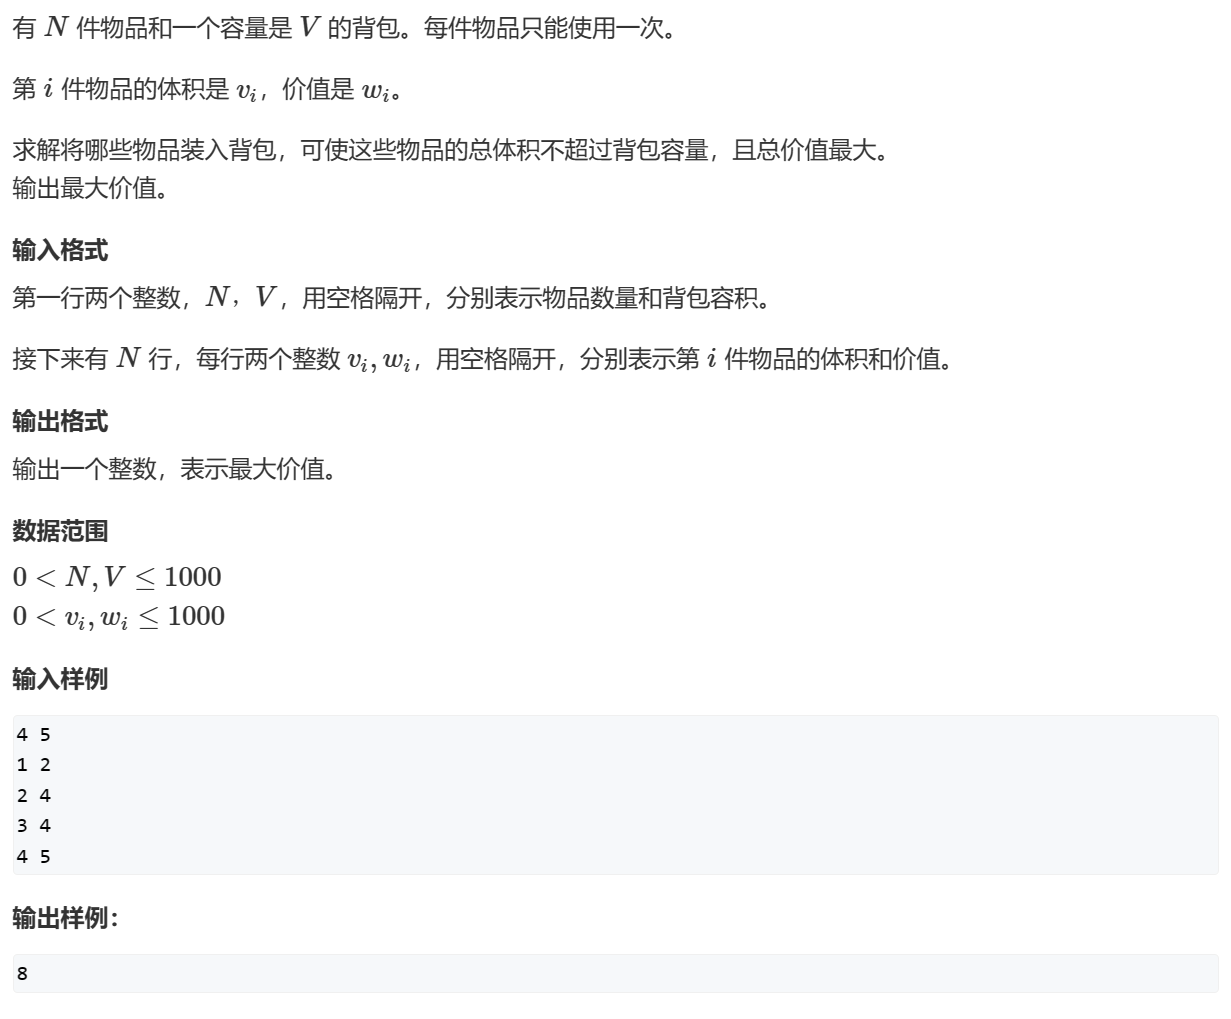 有 N 件物品和一个容量是 V 的背包。每件物品只能使用一次。
第 i 件物品的体积是 v_i，价值是 w_i。
求解将哪些物品装入背包，可使这些物品的总体积不超过背包容量，且总价值最大。
输出最大价值。
输入格式
第一行两个整数，N，V，用空格隔开，分别表示物品数量和背包容积。
接下来有 N 行，每行两个整数 v_i, w_i，用空格隔开，分别表示第 i 件物品的体积和价值。
输出格式
输出一个整数，表示最大价值。
数据范围
0 < N, V ≤ 1000
0 < v_i, w_i ≤ 1000
输入样例
4 5
1 2
2 4
3 4
4 5
输出样例：
8